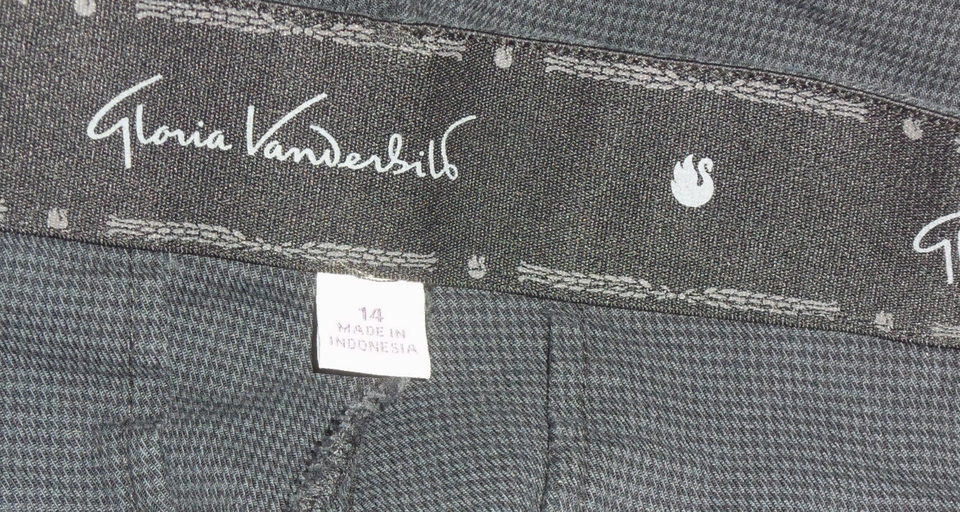 Gloria Vanderbilt
G
14
MADE IN
INDONESIA